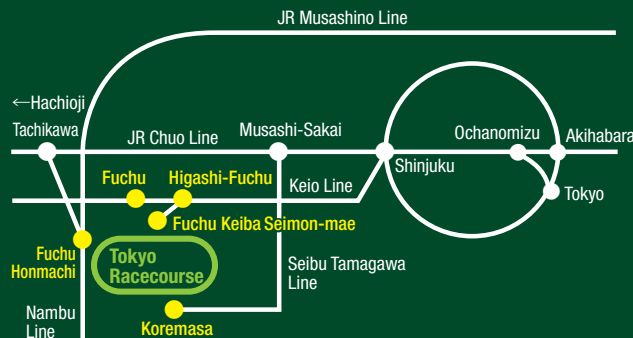 JR Musashino Line
←Hachioji
Tachikawa
JR Chuo Line
Musashi-Sakai
Ochanomizu
Akihabara
Shinjuku
Fuchu
Higashi-Fuchu
Keio Line
Tokyo
Fuchu Keiba Seimon-mae
Fuchu
Honmachi
Tokyo
Racecourse
Seibu Tamagawa
Line
Nambu
Line
Koremasa